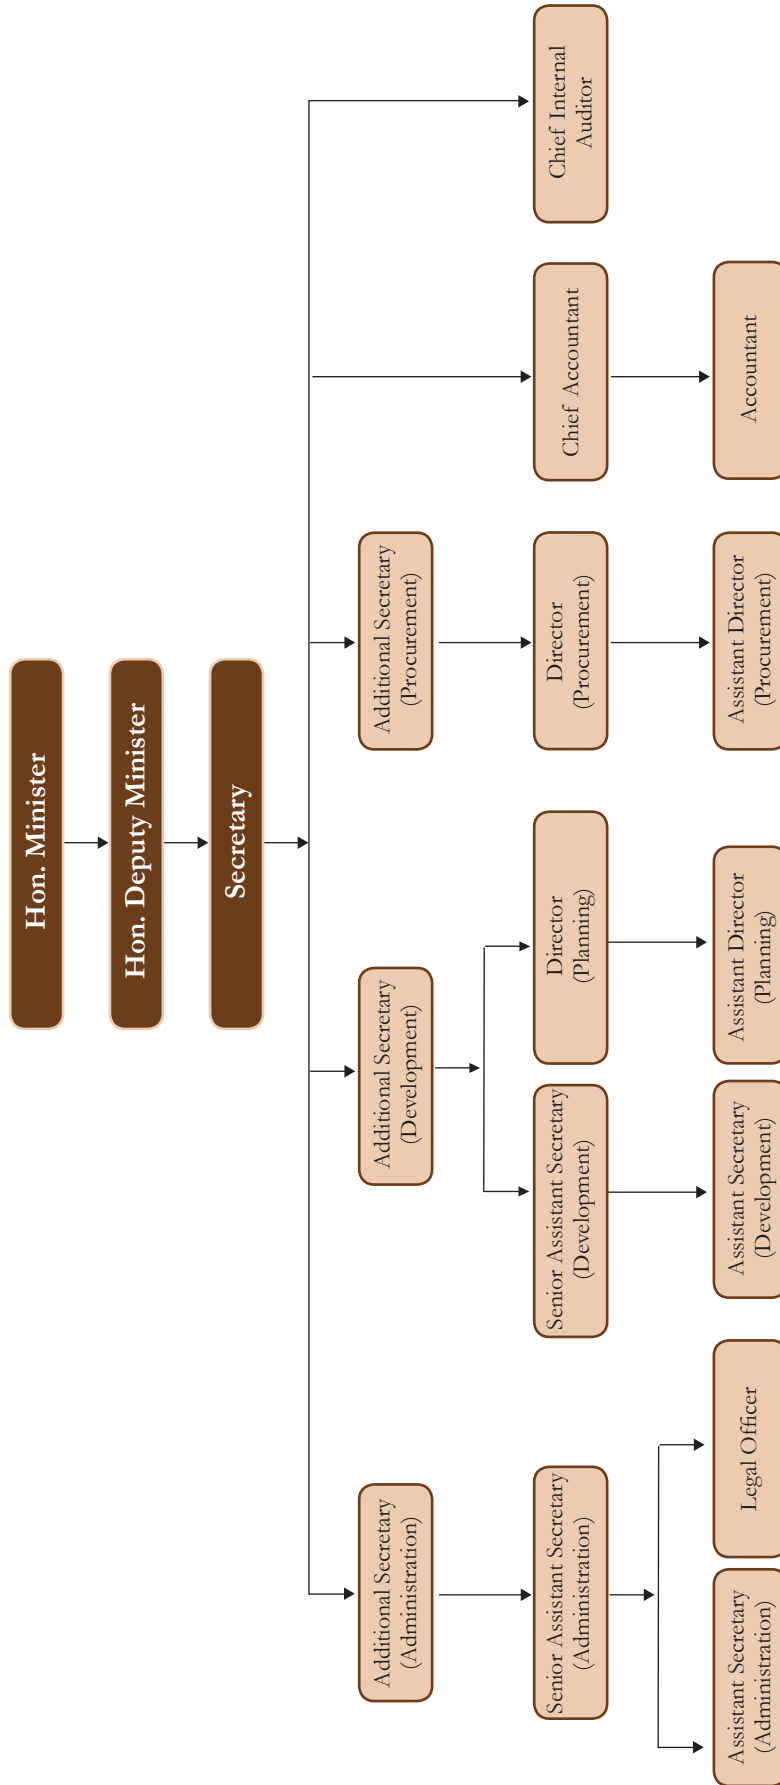 Hon. Minister
Hon. Deputy Minister
Secretary
Additional Secretary
(Administration)
Additional Secretary
(Development)
Additional Secretary
(Procurement)
Senior Assistant Secretary
(Administration)
Senior Assistant Secretary
(Development)
Director
(Planning)
Director
(Procurement)
Chief Accountant
Chief Internal
Auditor
Assistant Secretary
(Administration)
Legal Officer
Assistant Secretary
(Development)
Assistant Director
(Planning)
Assistant Director
(Procurement)
Accountant